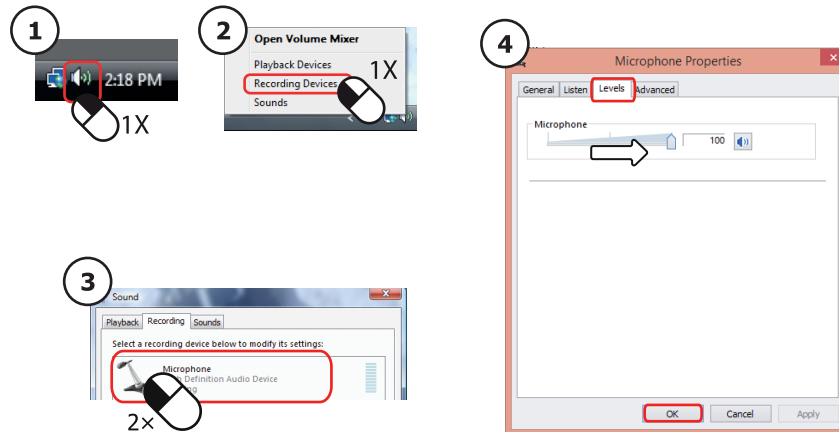 1
2:18 PM
1X
2
Open Volume Mixer
Playback Devices
Recording Devices
1X
Sounds
3
Sound
Playback Recording Sounds
Select a recording device below to modify its settings:
Microphone
Definition Audio Device
2×
4
Microphone Properties
General Listen Levels Advanced
Microphone
100
OK Cancel Apply